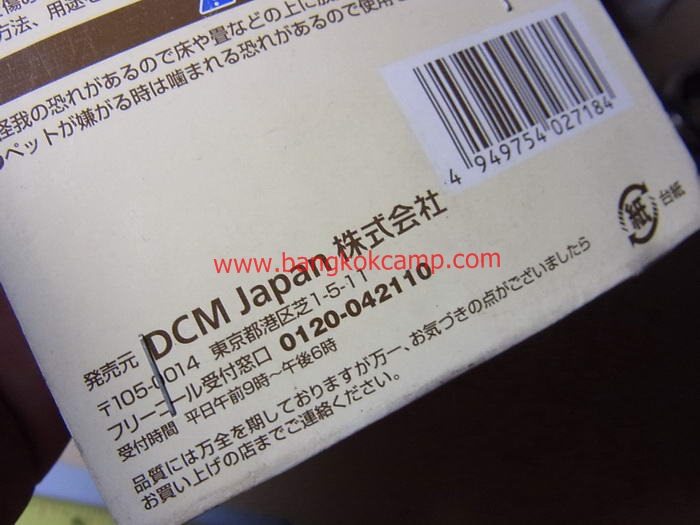 方法、用途
怪我の恐れがあるので床や畳などの上に放
ペットが嫌がる時は噛まれる恐れがあるので使用
4 949754 027184
紙
台紙
発売元 DCM Japan 株式会社
〒105-0014 東京都港区芝1-5-11
フリーコール受付窓口 0120-042110
受付時間 平日午前9時〜午後6時
品質には万全を期しておりますが万一、お気づきの点がございましたら
お買い上げの店までご連絡ください。
www.bangkokcamp.com